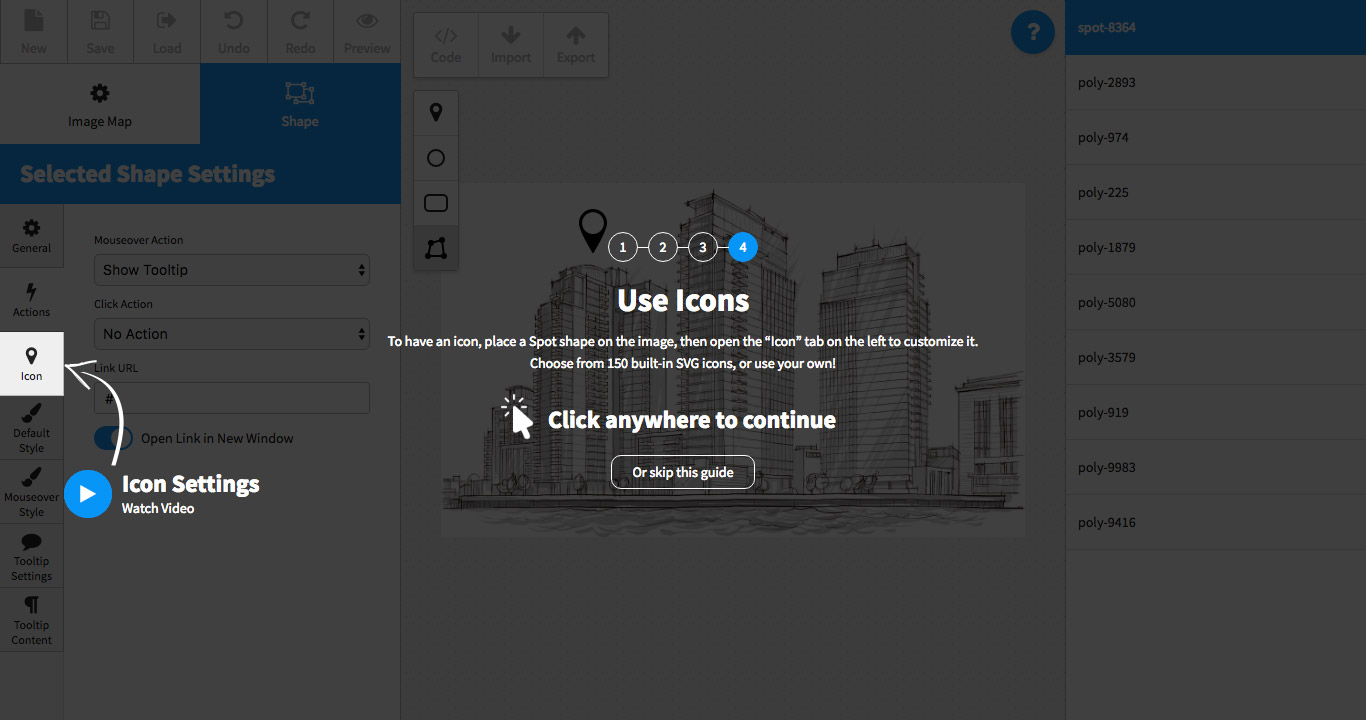 New
Save
Load
Undo
Redo
Preview
Code
Import
Export
?
Image Map
Shape
Selected Shape Settings
General
Actions
Icon
Default
Style
Mouseover
Style
Tooltip
Settings
Tooltip
Content
Mouseover Action
Show Tooltip
Click Action
No Action
Link URL
#
Open Link in New Window
Icon Settings
Watch Video
1
2
3
4
Use Icons
To have an icon, place a Spot shape on the image, then open the “Icon” tab on the left to customize it.
Choose from 150 built-in SVG icons, or use your own!
Click anywhere to continue
Or skip this guide
spot-8364
poly-2893
poly-974
poly-225
poly-1879
poly-5080
poly-3579
poly-919
poly-9983
poly-9416